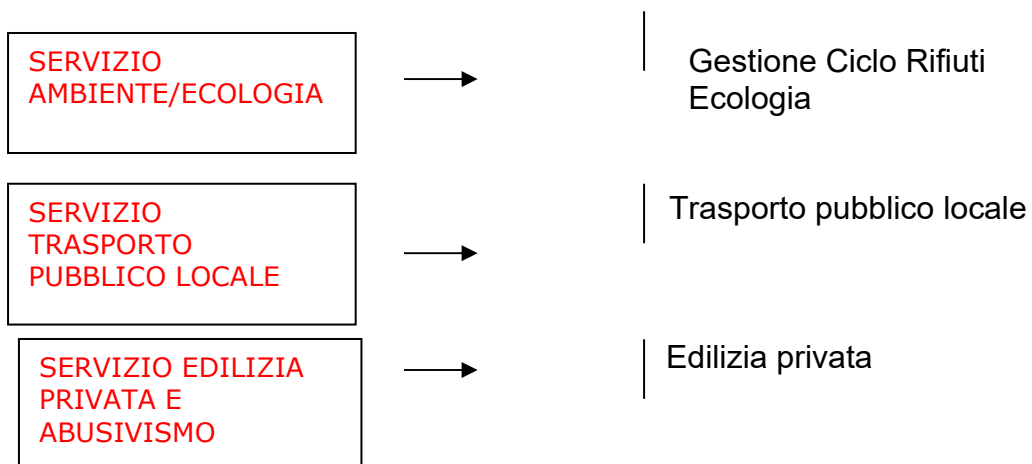 SERVIZIO
AMBIENTE/ECOLOGIA
Gestione Ciclo Rifiuti
Ecologia
SERVIZIO
TRASPORTO
PUBBLICO LOCALE
Trasporto pubblico locale
SERVIZIO EDILIZIA
PRIVATA E
ABUSIVISMO
Edilizia privata